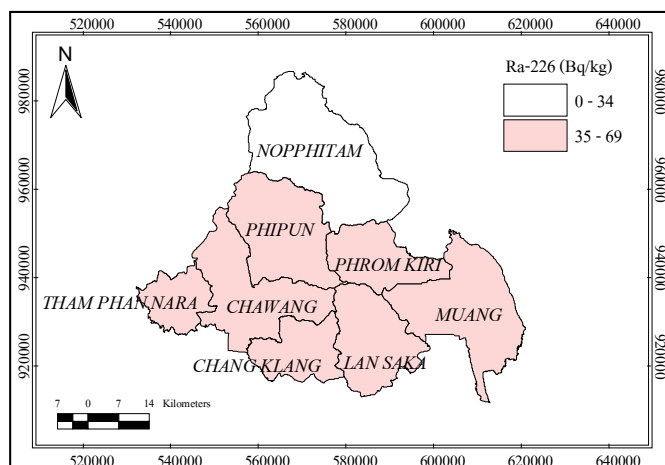 520000 540000 560000 580000 600000 620000 640000
N
Ra-226 (Bq/kg)
0 - 34
35 - 69
980000 980000
960000 960000
940000 940000
920000 920000
NOPPHITAM
PHIPUN
PHROM KIRI
THAM PHAN NARA
CHAWANG
MUANG
CHANG KLANG
LAN SAKA
7 0 7 14 Kilometers
520000 540000 560000 580000 600000 620000 640000